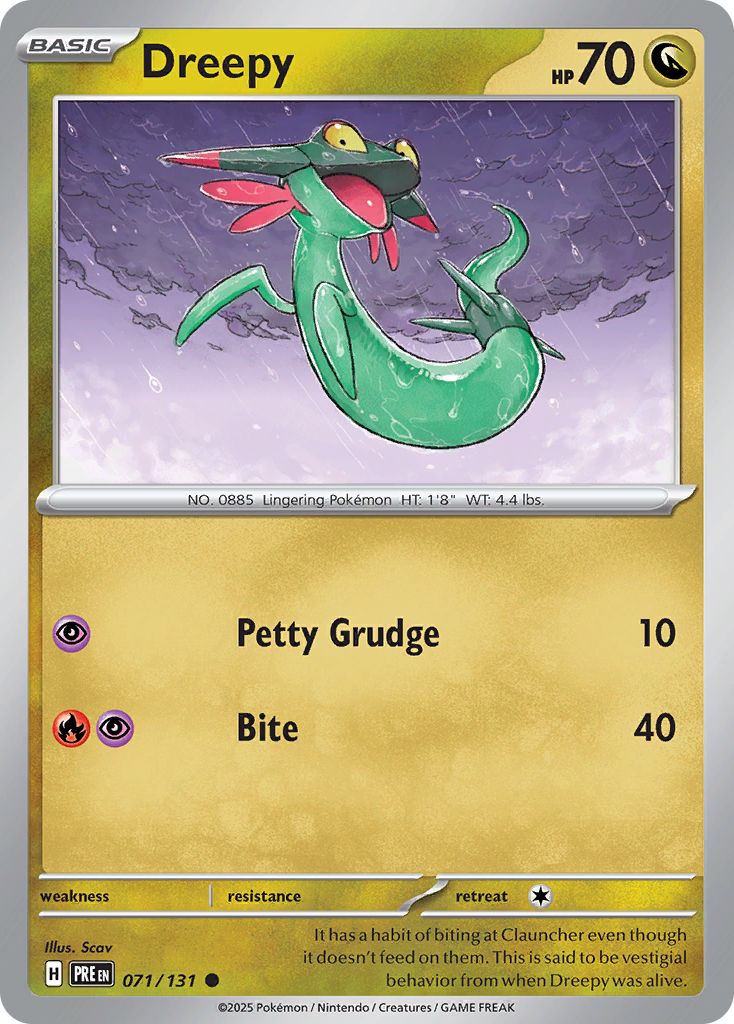 BASIC
Dreepy
HP 70
NO. 0885 Lingering Pokémon HT: 1'8" WT: 4.4 lbs.
Petty Grudge 10
Bite 40
weakness resistance retreat
Illus. Scav
It has a habit of biting at Clauncher even though
it doesn't feed on them. This is said to be vestigial
behavior from when Dreepy was alive.
H PRE EN 071/131
©2025 Pokémon / Nintendo / Creatures / GAME FREAK